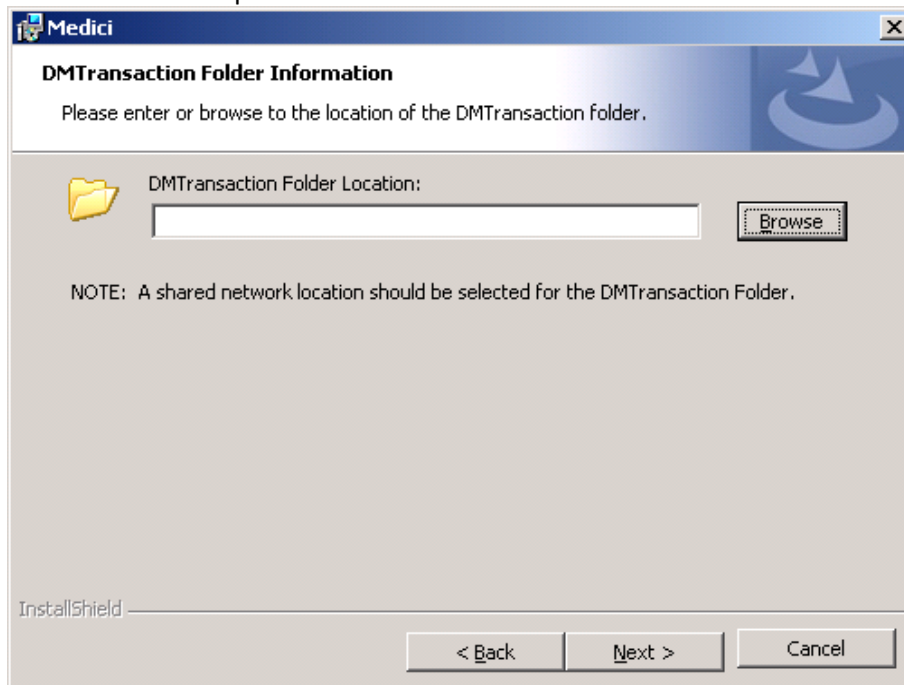 Medici
DMTransaction Folder Information
Please enter or browse to the location of the DMTransaction folder.
DMTransaction Folder Location:
Browse
NOTE: A shared network location should be selected for the DMTransaction Folder.
InstallShield
< Back
Next >
Cancel